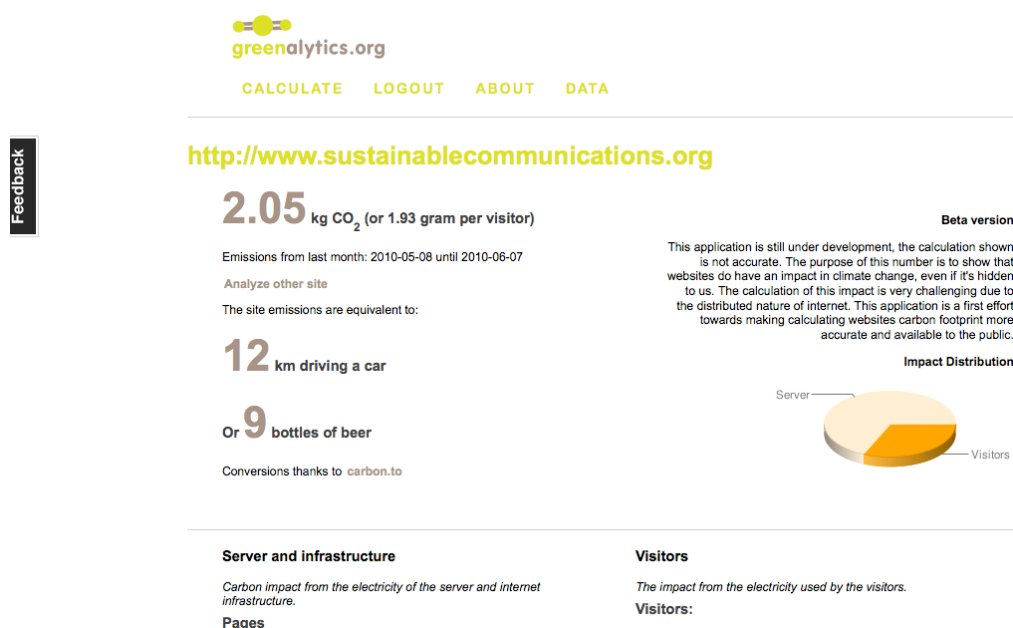 greenalytics.org
CALCULATE LOGOUT ABOUT DATA
Feedback
http://www.sustainablecommunications.org
2.05 kg CO2 (or 1.93 gram per visitor)
Emissions from last month: 2010-05-08 until 2010-06-07
Analyze other site
The site emissions are equivalent to:
12 km driving a car
Or 9 bottles of beer
Conversions thanks to carbon.to
Beta version
This application is still under development, the calculation shown
is not accurate. The purpose of this number is to show that
websites do have an impact in climate change, even if it's hidden
to us. The calculation of this impact is very challenging due to
the distributed nature of internet. This application is a first effort
towards making calculating websites carbon footprint more
accurate and available to the public.
Impact Distribution
Server
Visitors
Server and infrastructure
Carbon impact from the electricity of the server and internet
infrastructure.
Pages
Visitors
The impact from the electricity used by the visitors.
Visitors: